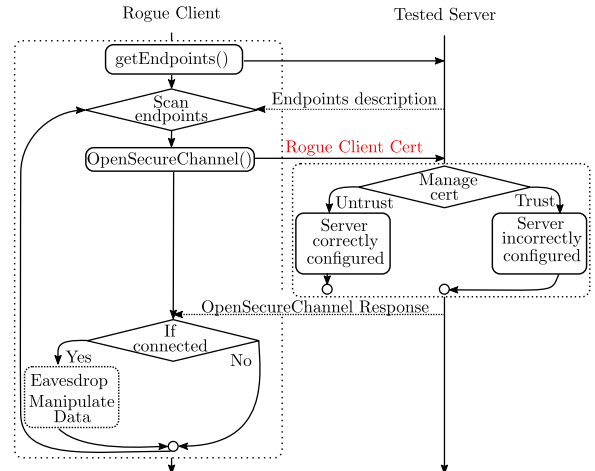 Rogue Client
Tested Server
getEndpoints()
Scan
endpoints
Endpoints description
OpenSecureChannel()
Rogue Client Cert
Manage
cert
Untrust
Trust
Server
correctly
configured
Server
incorrectly
configured
OpenSecureChannel Response
If
connected
Yes
No
Eavesdrop
Manipulate
Data